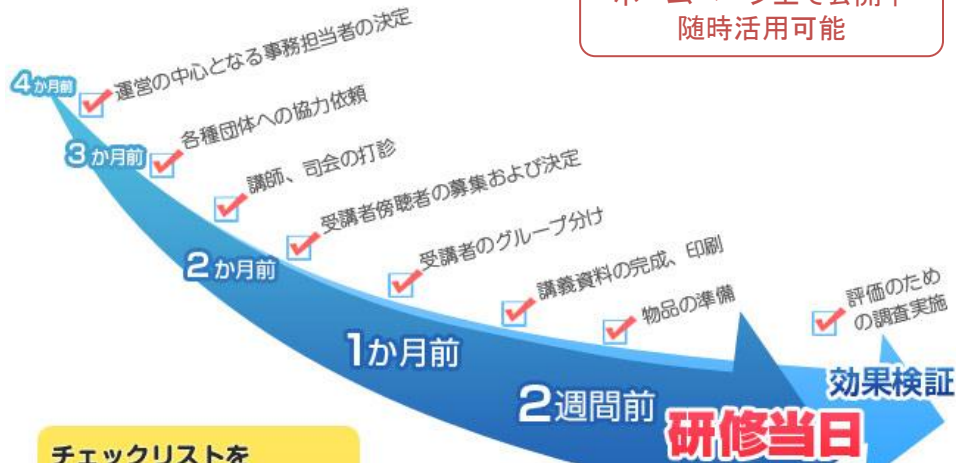 随時活用可能
4か月前
運営の中心となる事務担当者の決定
3か月前
各種団体への協力依頼
講師、司会の打診
2か月前
受講者傍聴者の募集および決定
受講者のグループ分け
1か月前
講義資料の完成、印刷
物品の準備
2週間前
研修当日
評価のため
の調査実施
効果検証
チェックリストを